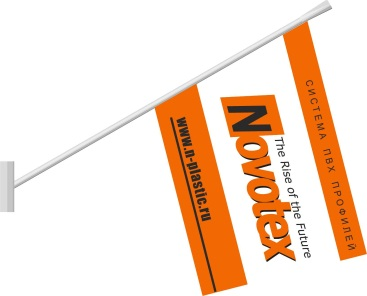 СИСТЕМА ПВХ ПРОФИЛЕЙ
Novotex
The Rise of the Future
www.n-plastic.ru